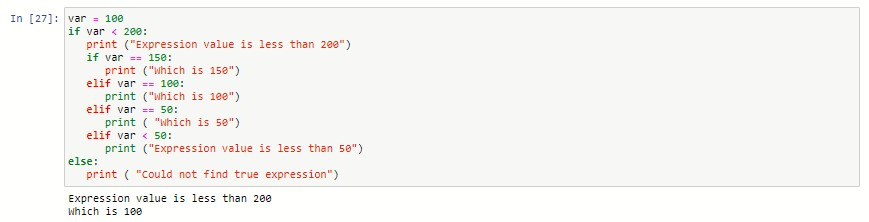 In [27]: var = 100
if var < 200:
   print ("Expression value is less than 200")
   if var == 150:
      print ("Which is 150")
   elif var == 100:
      print ("Which is 100")
   elif var == 50:
      print ( "Which is 50")
   elif var < 50:
      print ("Expression value is less than 50")
else:
   print ( "Could not find true expression")
Expression value is less than 200
Which is 100